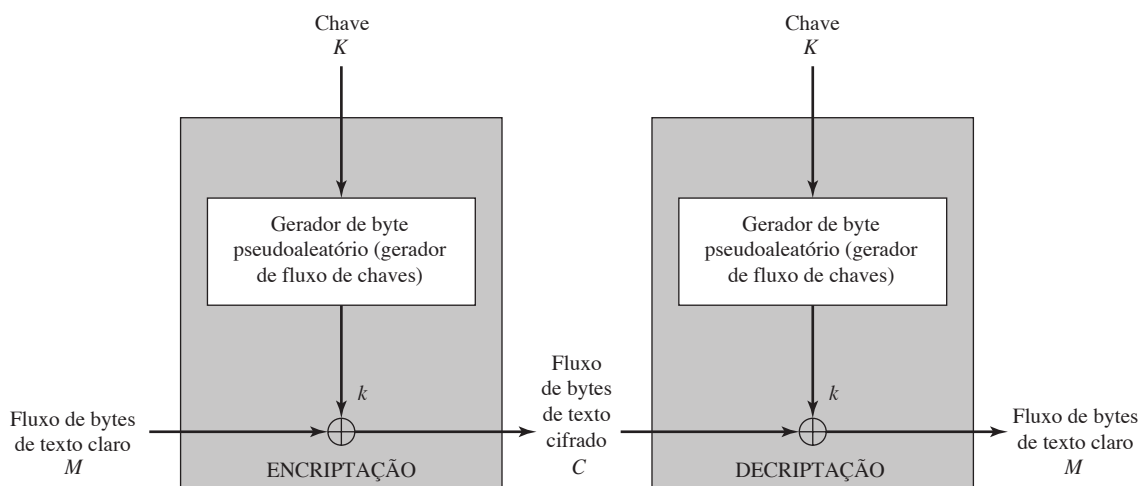 Chave
K
Chave
K
Gerador de byte
pseudoaleatório (gerador
de fluxo de chaves)
Gerador de byte
pseudoaleatório (gerador
de fluxo de chaves)
k
k
Fluxo de bytes
de texto claro
M
Fluxo
de bytes
de texto
cifrado
C
Fluxo de bytes
de texto claro
M
ENCRIPTAÇÃO
DECRIPTAÇÃO